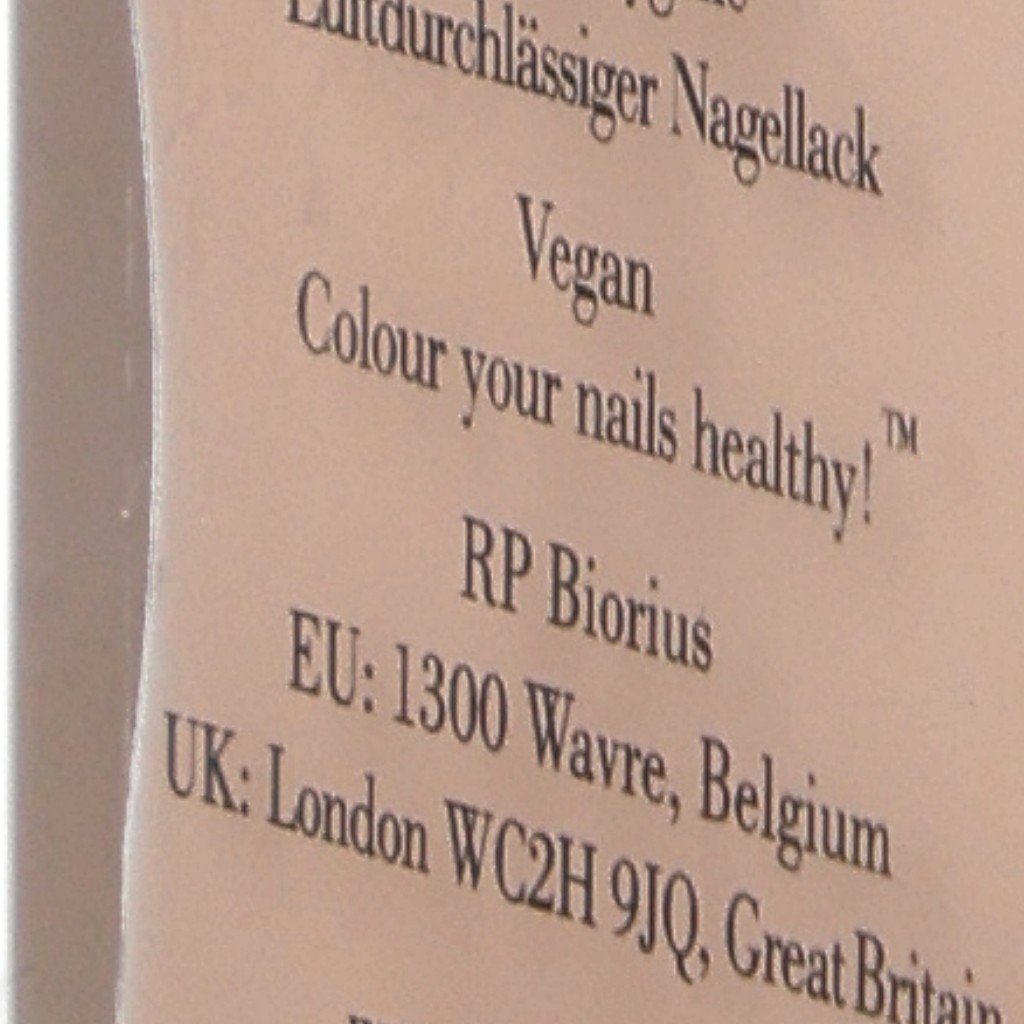 Luftdurchlässiger Nagellack
Vegan
Colour your nails healthy!™
RP Biorius
EU: 1300 Wavre, Belgium
UK: London WC2H 9JQ, Great Britain